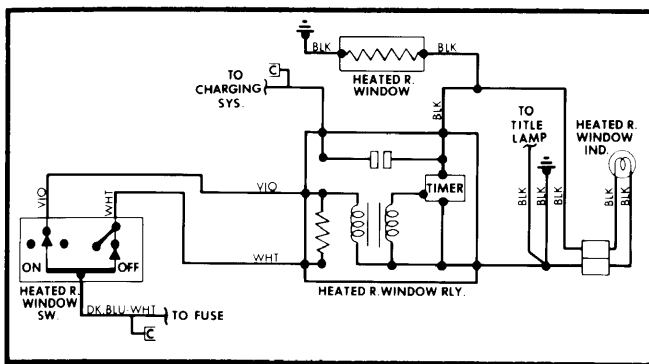 BLK
BLK
C
TO
CHARGING
SYS.
HEATED R.
WINDOW
BLK
TO
TITLE
LAMP
HEATED R.
WINDOW
IND.
BLK
BLK
BLK
BLK
VIO
WHT
VIO
TIMER
WHT
ON
OFF
HEATED R.
WINDOW
SW.
HEATED R.WINDOW RLY.
DK.BLU-WHT
TO FUSE
C